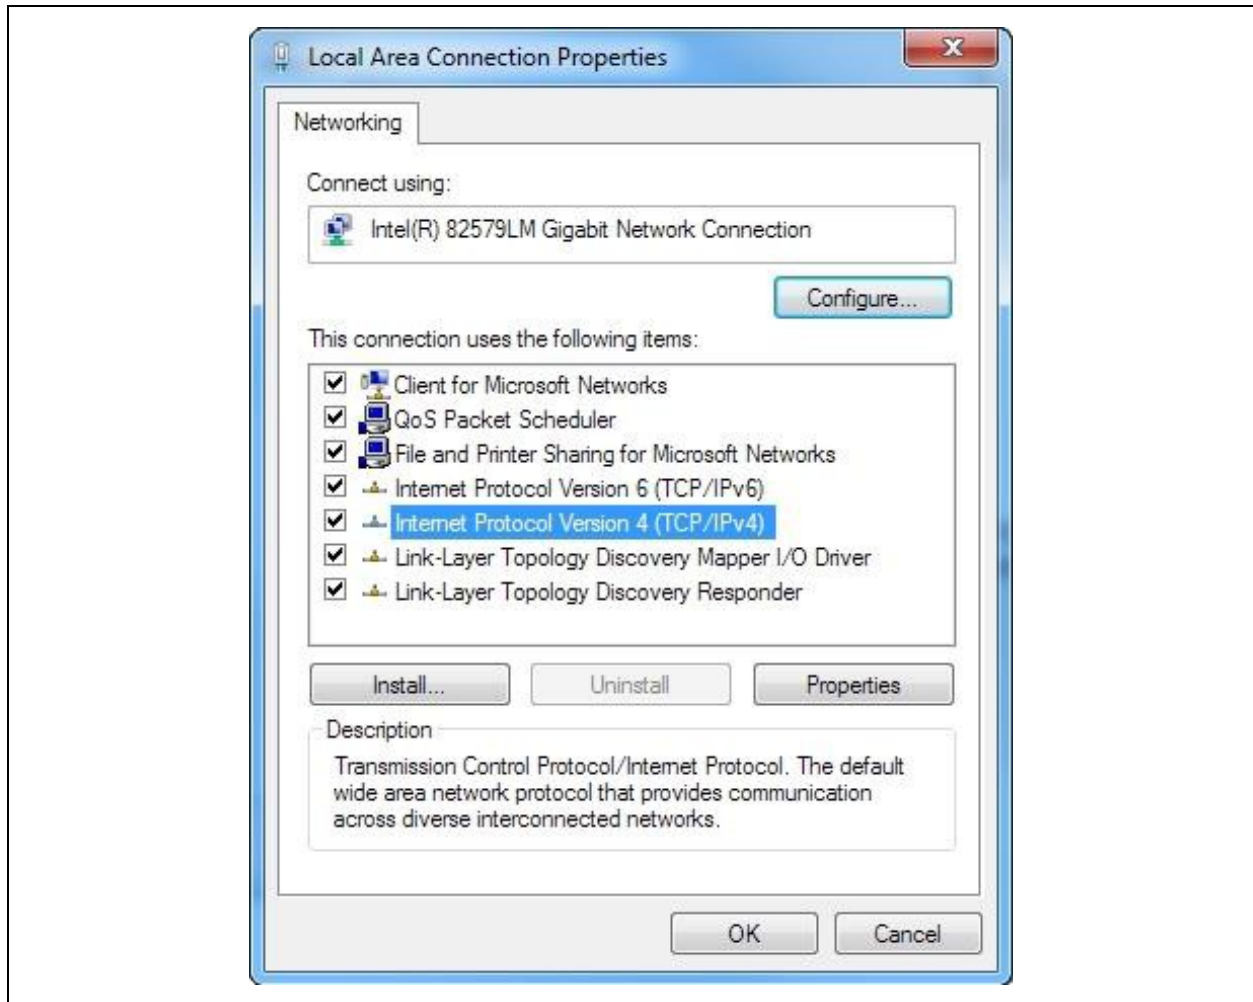 Local Area Connection Properties
Networking
Connect using:
Intel(R) 82579LM Gigabit Network Connection
Configure...
This connection uses the following items:
Client for Microsoft Networks
QoS Packet Scheduler
File and Printer Sharing for Microsoft Networks
Internet Protocol Version 6 (TCP/IPv6)
Internet Protocol Version 4 (TCP/IPv4)
Link-Layer Topology Discovery Mapper I/O Driver
Link-Layer Topology Discovery Responder
Install... Uninstall Properties
Description
Transmission Control Protocol/Internet Protocol. The default
wide area network protocol that provides communication
across diverse interconnected networks.
OK Cancel